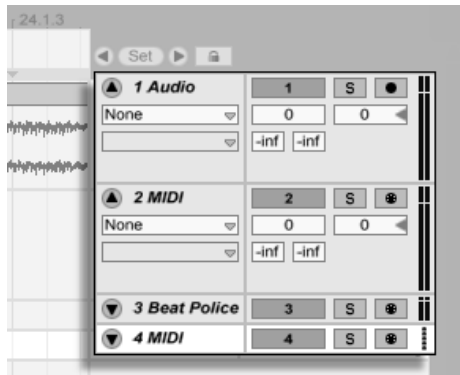 24.1.3
Set
1 Audio 1 S
None 0 0
-inf -inf
2 MIDI 2 S
None 0 0
-inf -inf
3 Beat Police 3 S
4 MIDI 4 S